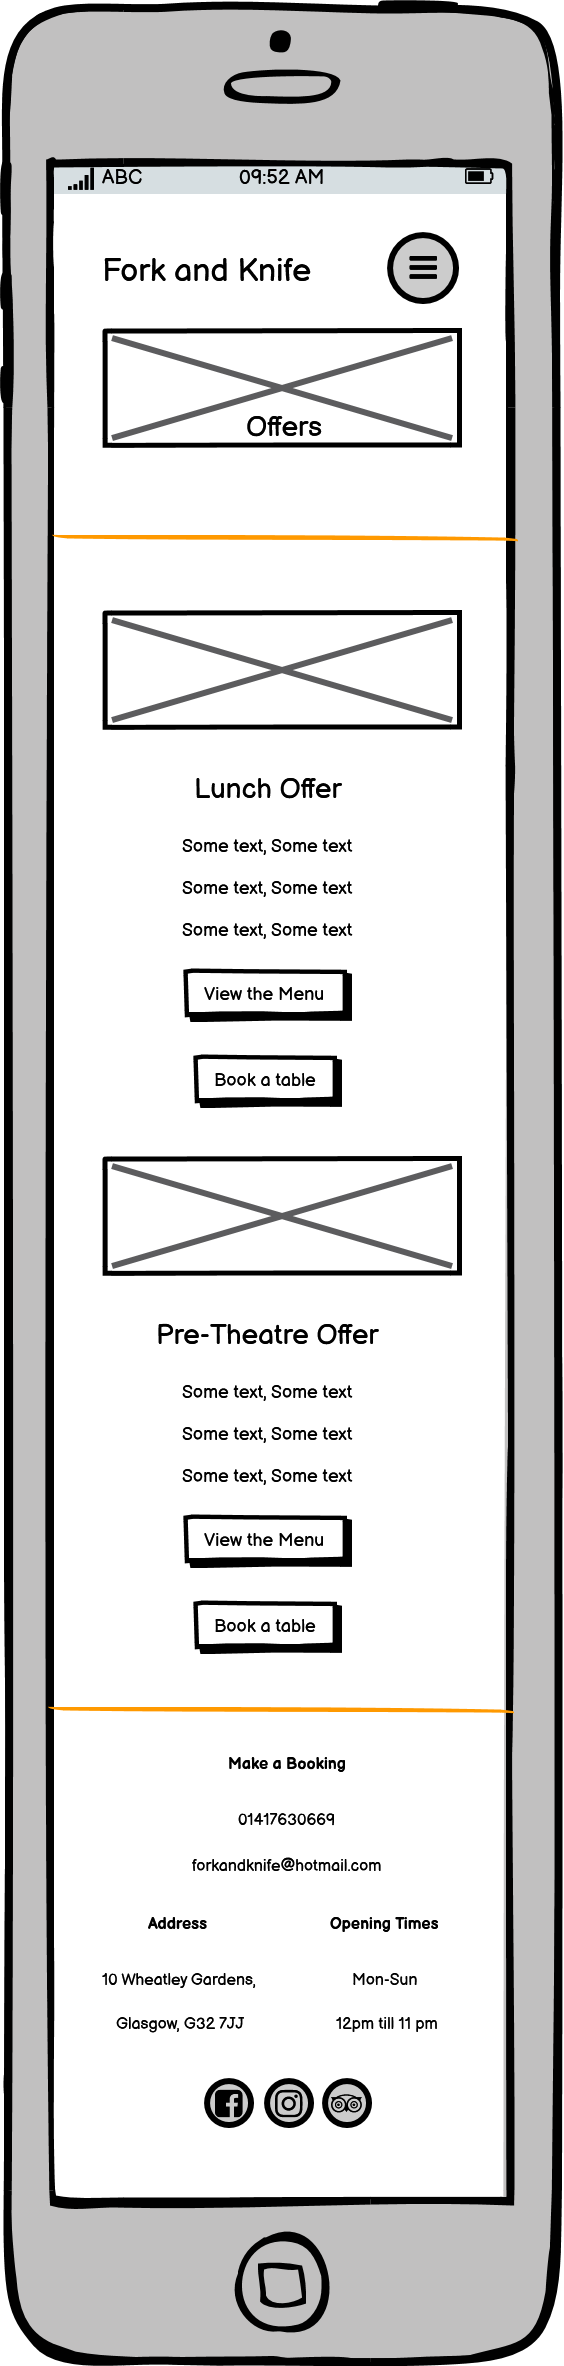 ABC 09:52 AM
Fork and Knife
Offers
Lunch Offer
Some text, Some text
Some text, Some text
Some text, Some text
View the Menu
Book a table
Pre-Theatre Offer
Some text, Some text
Some text, Some text
Some text, Some text
View the Menu
Book a table
Make a Booking
01417630669
forkandknife@hotmail.com
Address
10 Wheatley Gardens,
Glasgow, G32 7JJ
Opening Times
Mon-Sun
12pm till 11 pm